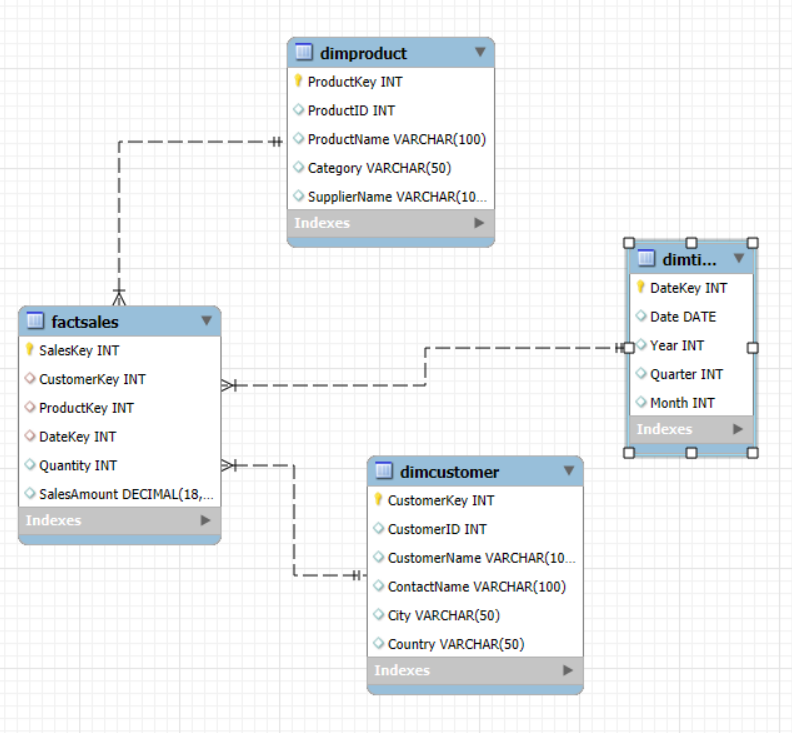 dimproduct
ProductKey INT
ProductID INT
ProductName VARCHAR(100)
Category VARCHAR(50)
SupplierName VARCHAR(10...
Indexes
dimti...
DateKey INT
Date DATE
Year INT
Quarter INT
Month INT
Indexes
factsales
SalesKey INT
CustomerKey INT
ProductKey INT
DateKey INT
Quantity INT
SalesAmount DECIMAL(18,...
Indexes
dimcustomer
CustomerKey INT
CustomerID INT
CustomerName VARCHAR(10...
ContactName VARCHAR(100)
City VARCHAR(50)
Country VARCHAR(50)
Indexes